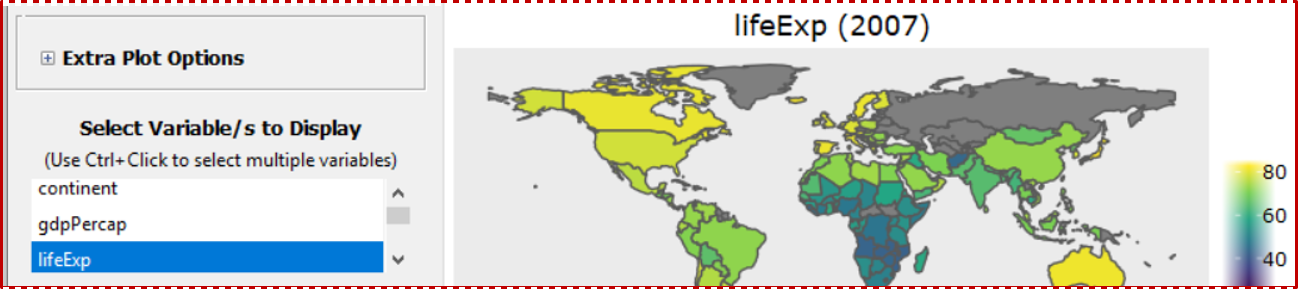 Extra Plot Options
Select Variable/s to Display
(Use Ctrl+Click to select multiple variables)
continent
gdpPercap
lifeExp
lifeExp (2007)
80
60
40